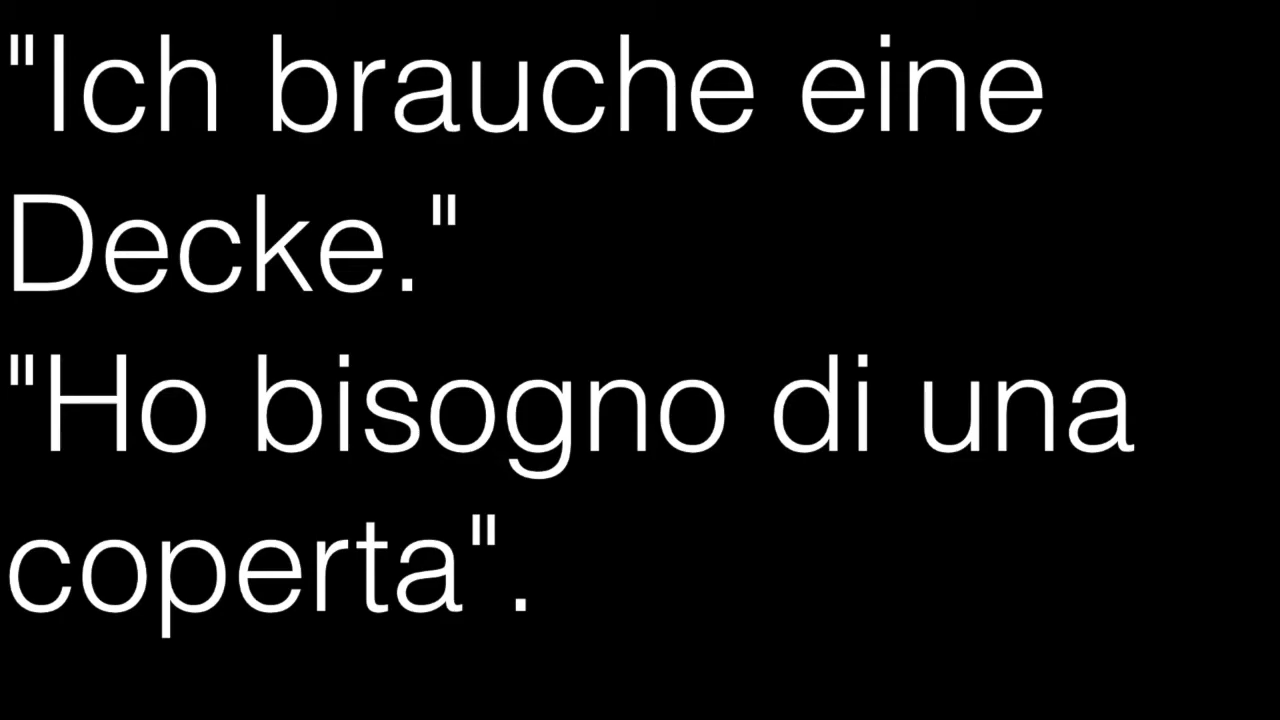 "Ich brauche eine
Decke."
"Ho bisogno di una
coperta".